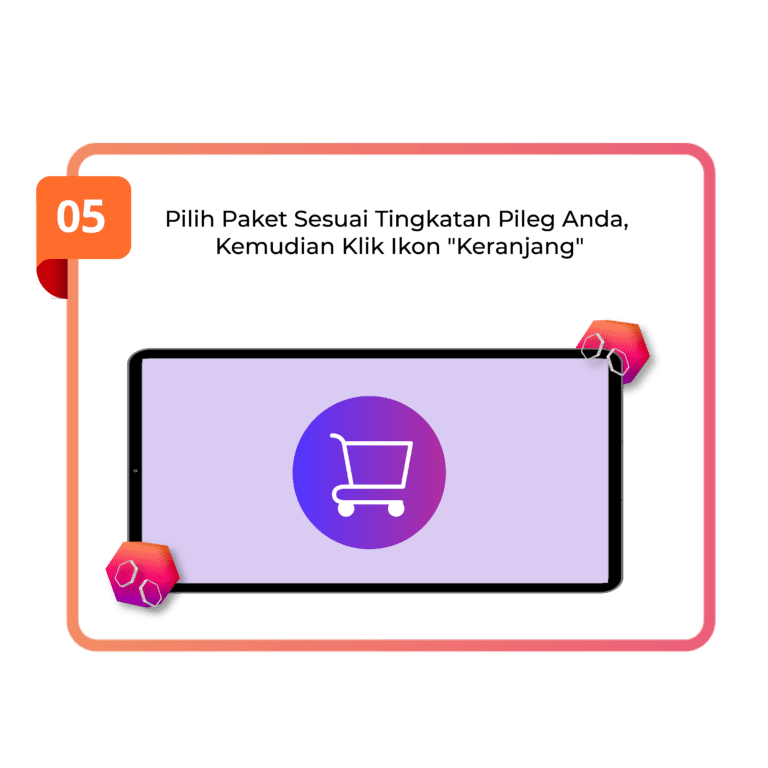 05
Pilih Paket Sesuai Tingkatan Pileg Anda,
Kemudian Klik Ikon "Keranjang"